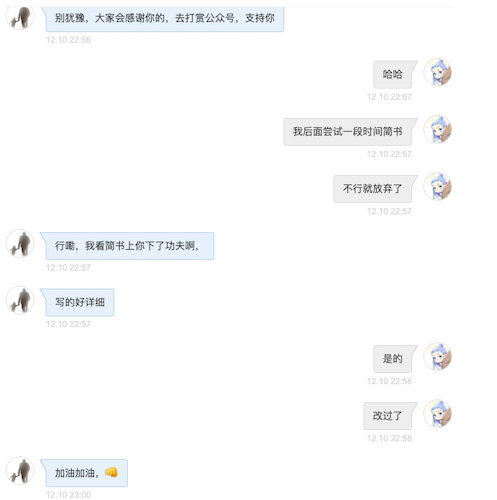 别犹豫，大家会感谢你的，去打赏公众号，支持你
12.10 22:56
哈哈
12.10 22:57
我后面尝试一段时间简书
12.10 22:57
不行就放弃了
12.10 22:57
行嘞，我看简书上你下了功夫啊，
12.10 22:57
写的好详细
12.10 22:57
是的
12.10 22:58
改过了
12.10 22:58
加油加油，👊
12.10 23:00